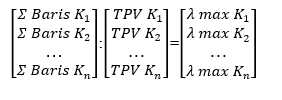 Σ Baris K₁ : TPV K₁ = λ max K₁
Σ Baris K₂ TPV K₂ λ max K₂
... ... ...
Σ Baris Kₙ TPV Kₙ λ max Kₙ